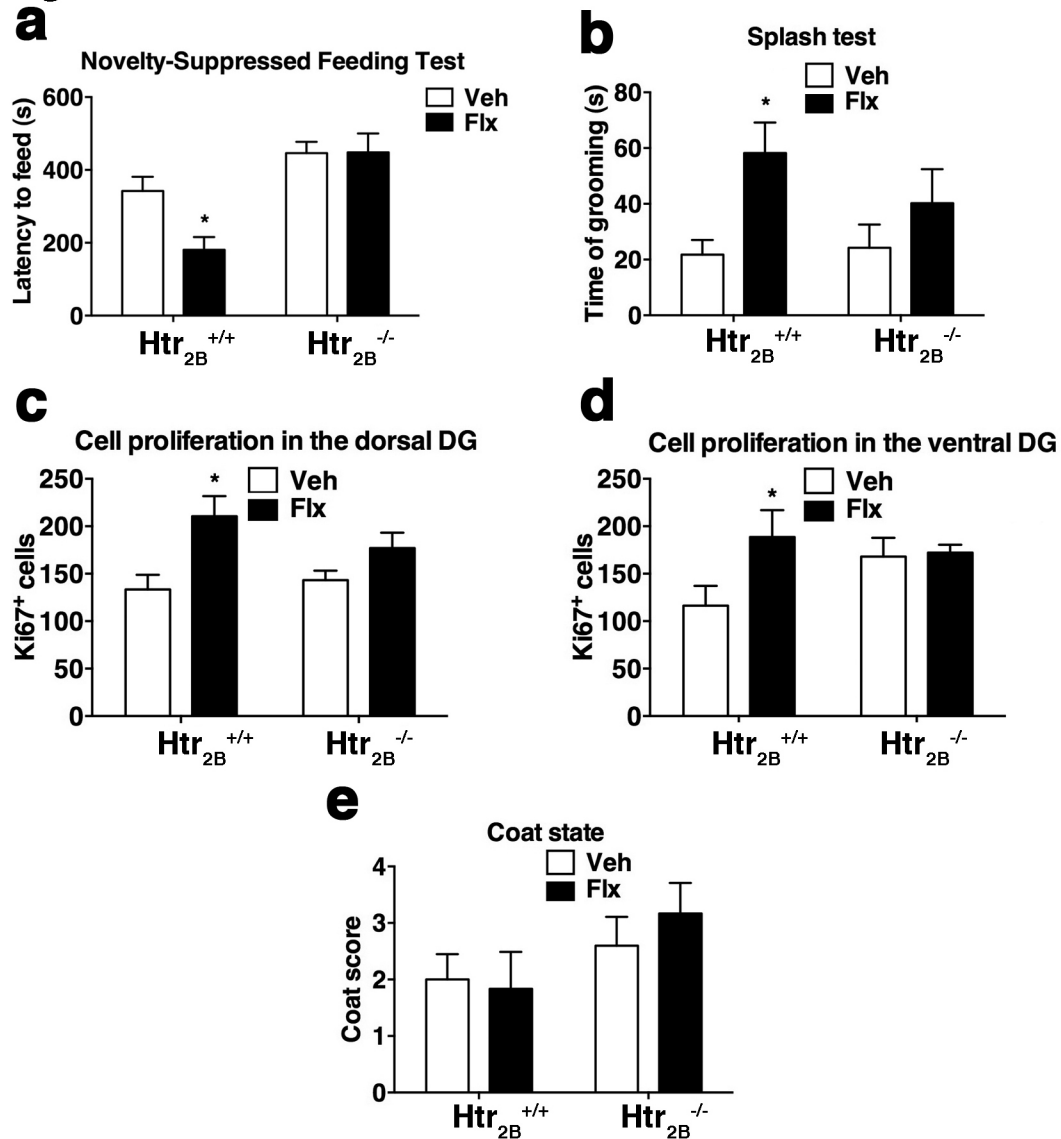 a
Novelty-Suppressed Feeding Test
Veh
Flx
Latency to feed (s)
600
400
200
0
*
Htr2B+/+
Htr2B-/-
b
Splash test
Veh
Flx
Time of grooming (s)
80
60
40
20
0
*
Htr2B+/+
Htr2B-/-
c
Cell proliferation in the dorsal DG
Veh
Flx
Ki67+ cells
250
200
150
100
50
0
*
Htr2B+/+
Htr2B-/-
d
Cell proliferation in the ventral DG
Veh
Flx
Ki67+ cells
250
200
150
100
50
0
*
Htr2B+/+
Htr2B-/-
e
Coat state
Veh
Flx
Coat score
4
3
2
1
0
Htr2B+/+
Htr2B-/-